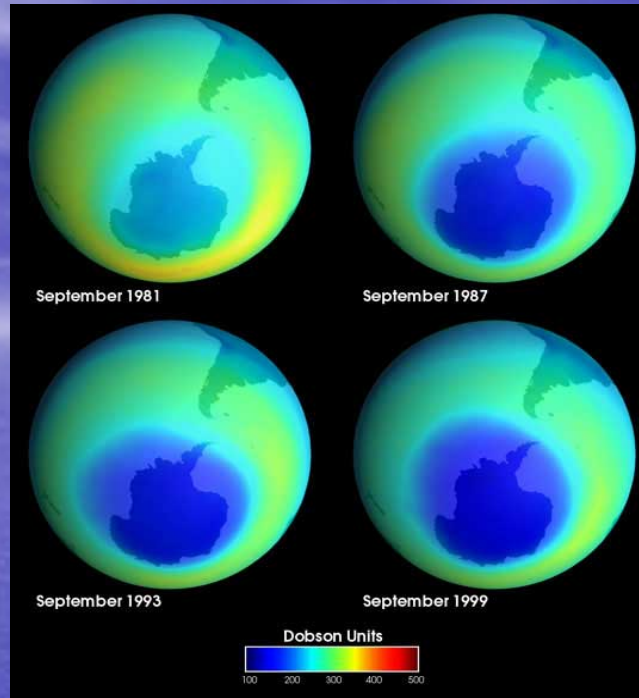 September 1981
September 1987
September 1993
September 1999
Dobson Units
100 200 300 400 500